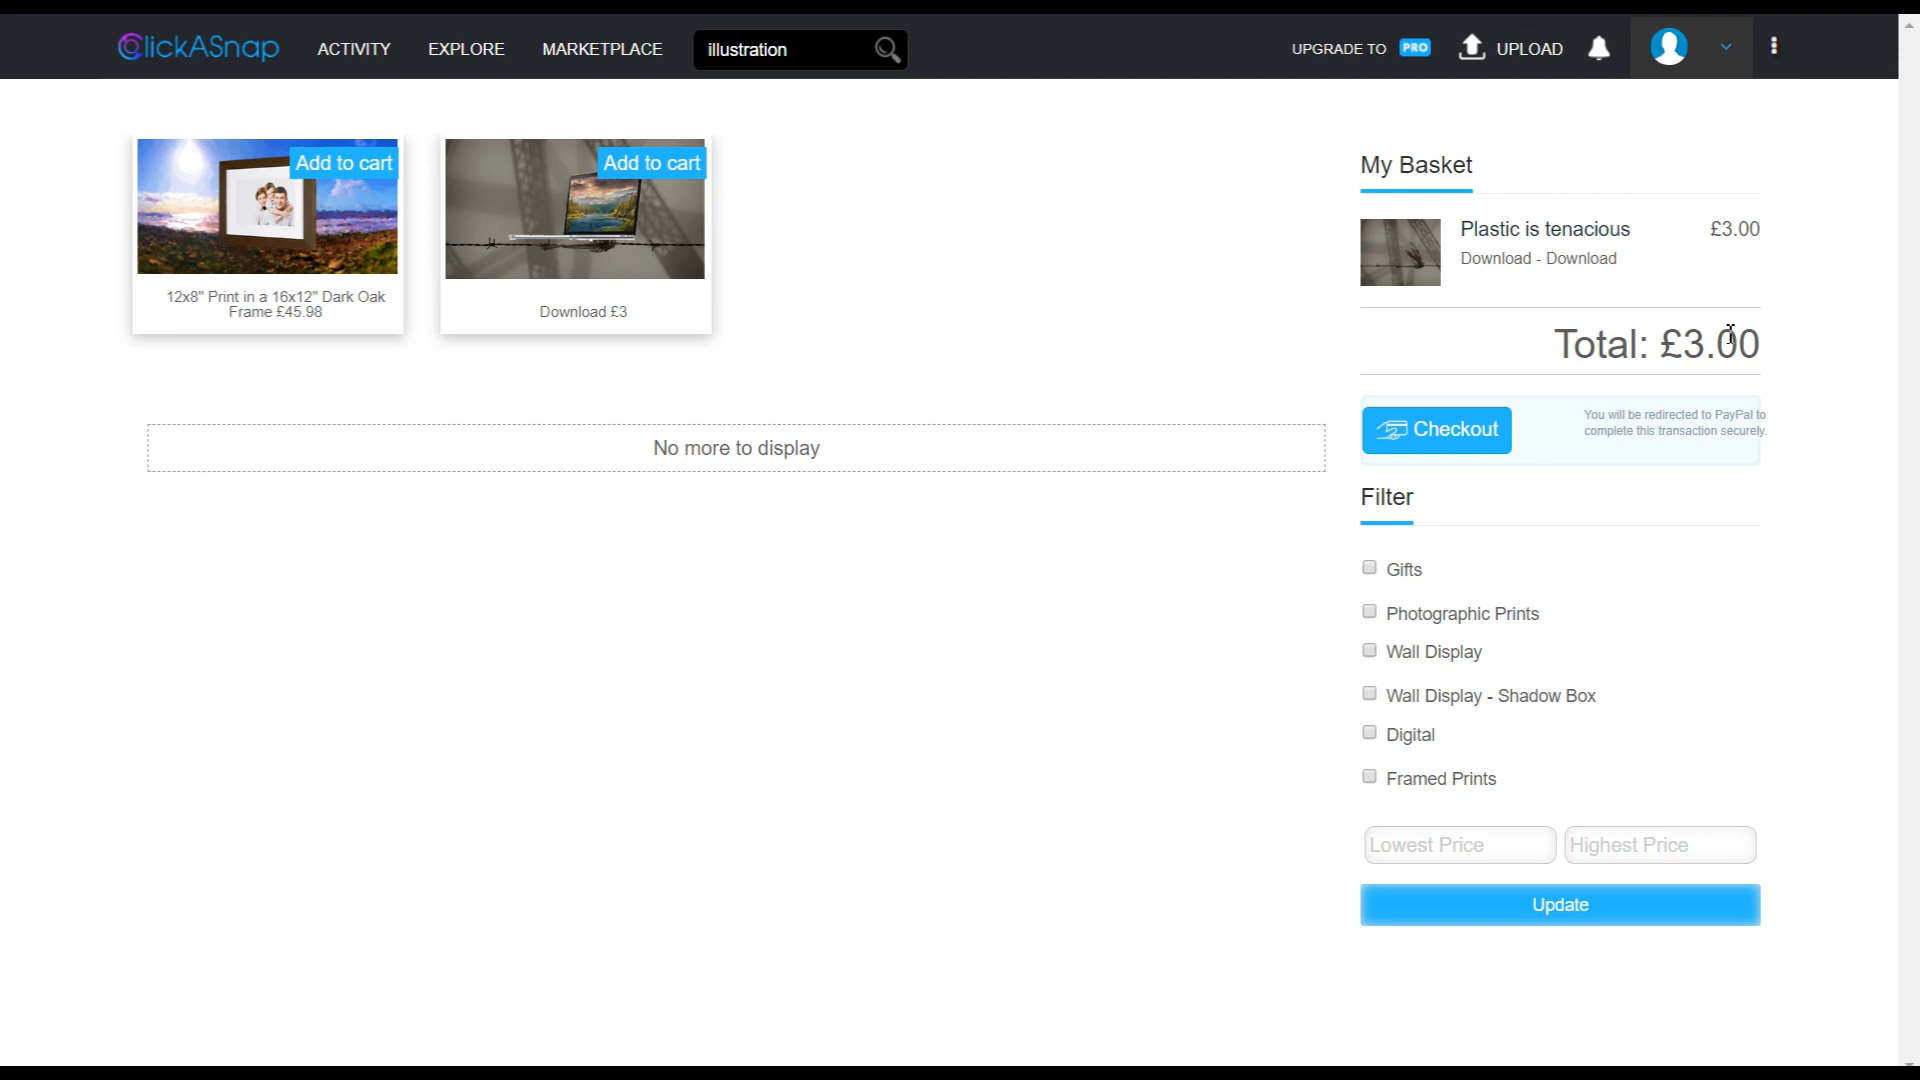 ClickASnap
ACTIVITY
EXPLORE
MARKETPLACE
illustration
UPGRADE TO PRO
UPLOAD
Add to cart
12x8" Print in a 16x12" Dark Oak
Frame £45.98
Add to cart
Download £3
No more to display
My Basket
Plastic is tenacious £3.00
Download - Download
Total: £3.00
Checkout
You will be redirected to PayPal to
complete this transaction securely.
Filter
Gifts
Photographic Prints
Wall Display
Wall Display - Shadow Box
Digital
Framed Prints
Lowest Price
Highest Price
Update